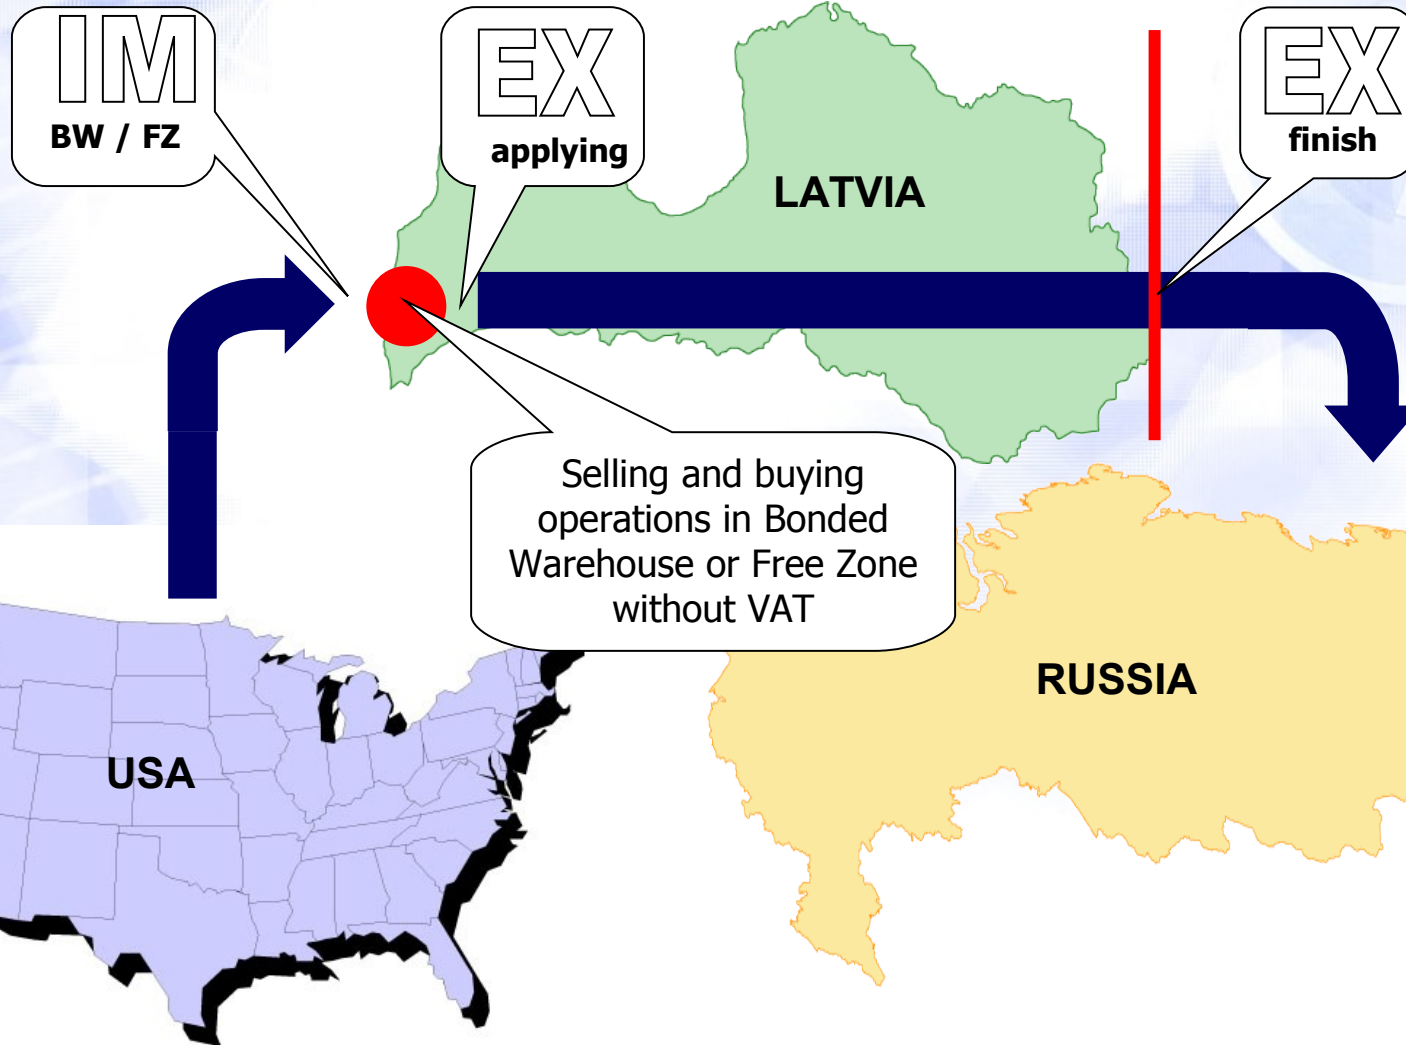 IM
BW / FZ
EX
applying
EX
finish
LATVIA
Selling and buying
operations in Bonded
Warehouse or Free Zone
without VAT
RUSSIA
USA